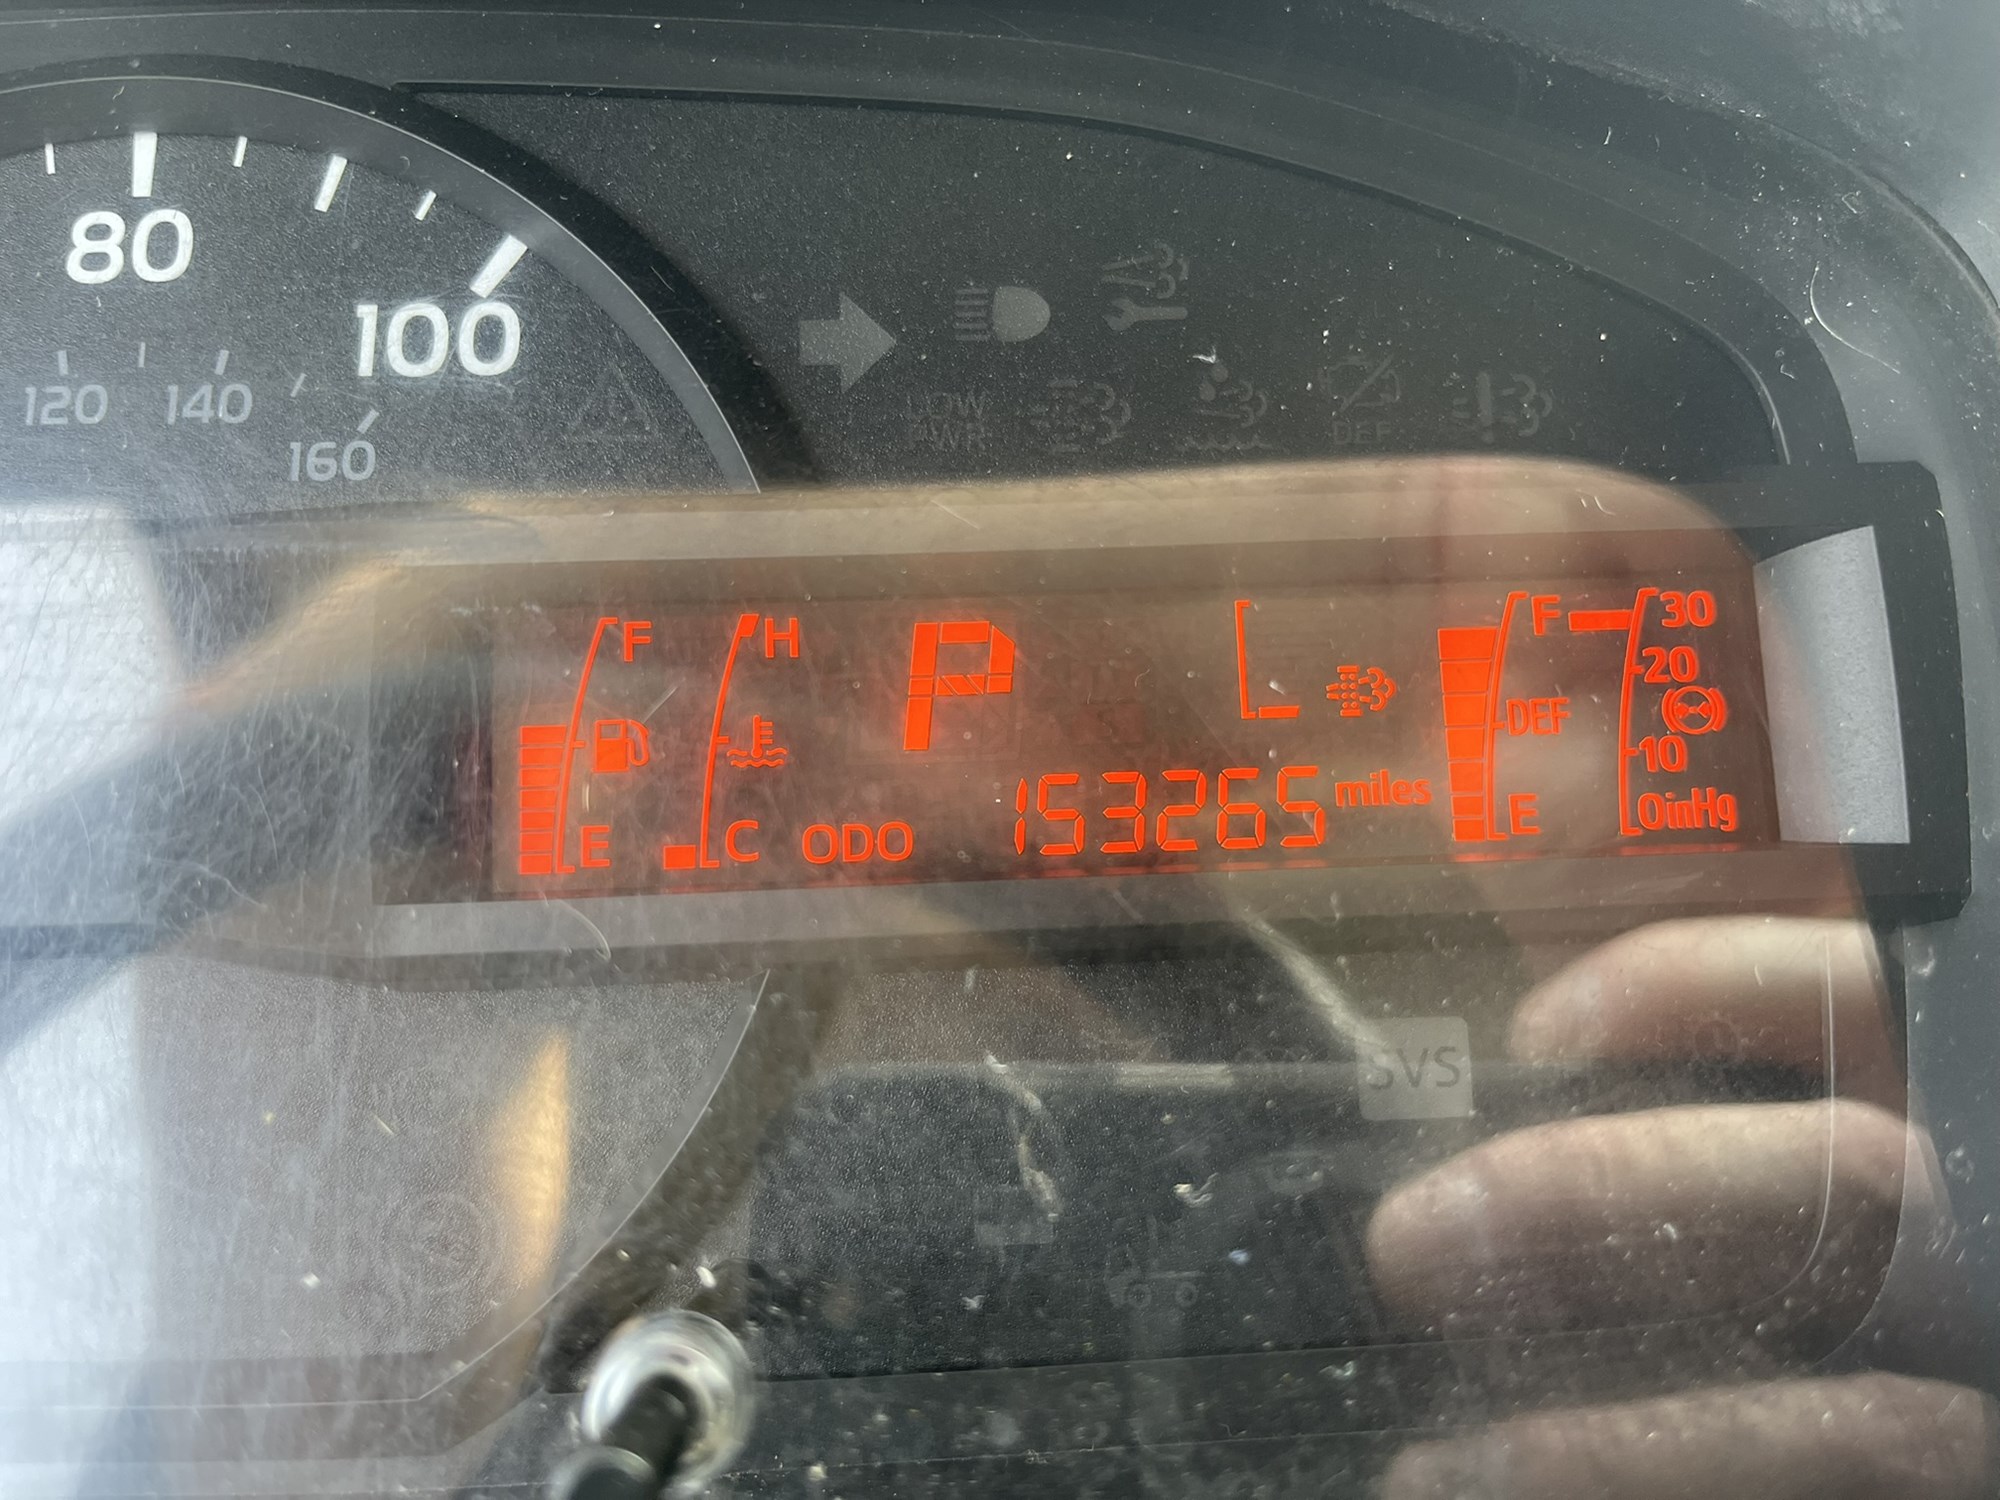 80
100
120 140
160
LOW
PWR
DEF
F H P F 30
20
DEF
10
153265 miles
E C ODO E 0inHg
SVS